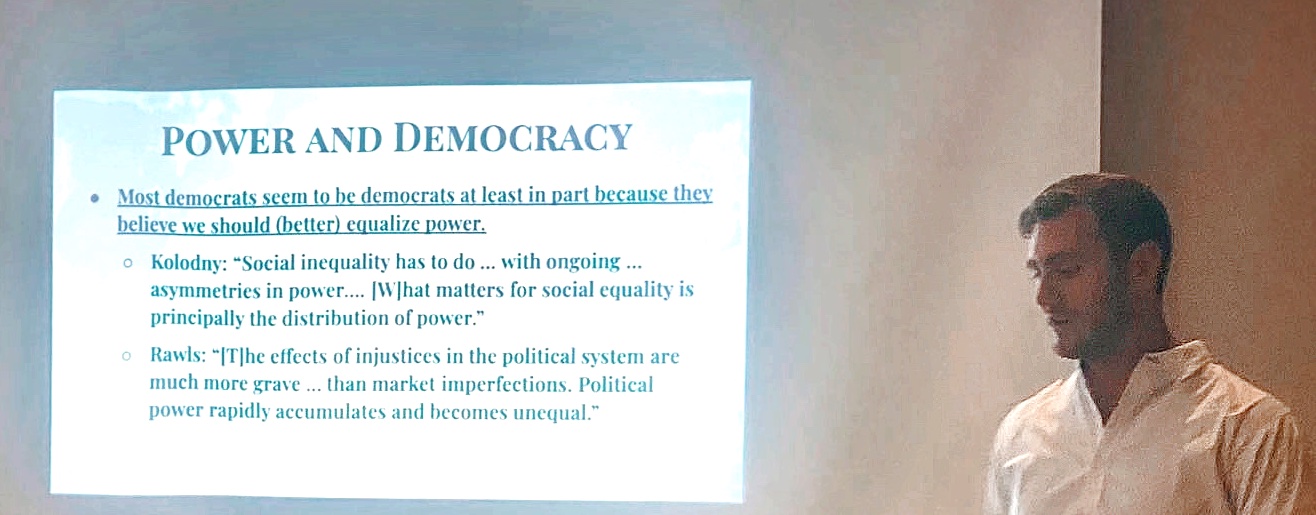 POWER AND DEMOCRACY
● Most democrats seem to be democrats at least in part because they
believe we should (better) equalize power.
○ Kolodny: “Social inequality has to do ... with ongoing ...
asymmetries in power.... [W]hat matters for social equality is
principally the distribution of power.”
○ Rawls: “[T]he effects of injustices in the political system are
much more grave ... than market imperfections. Political
power rapidly accumulates and becomes unequal.”